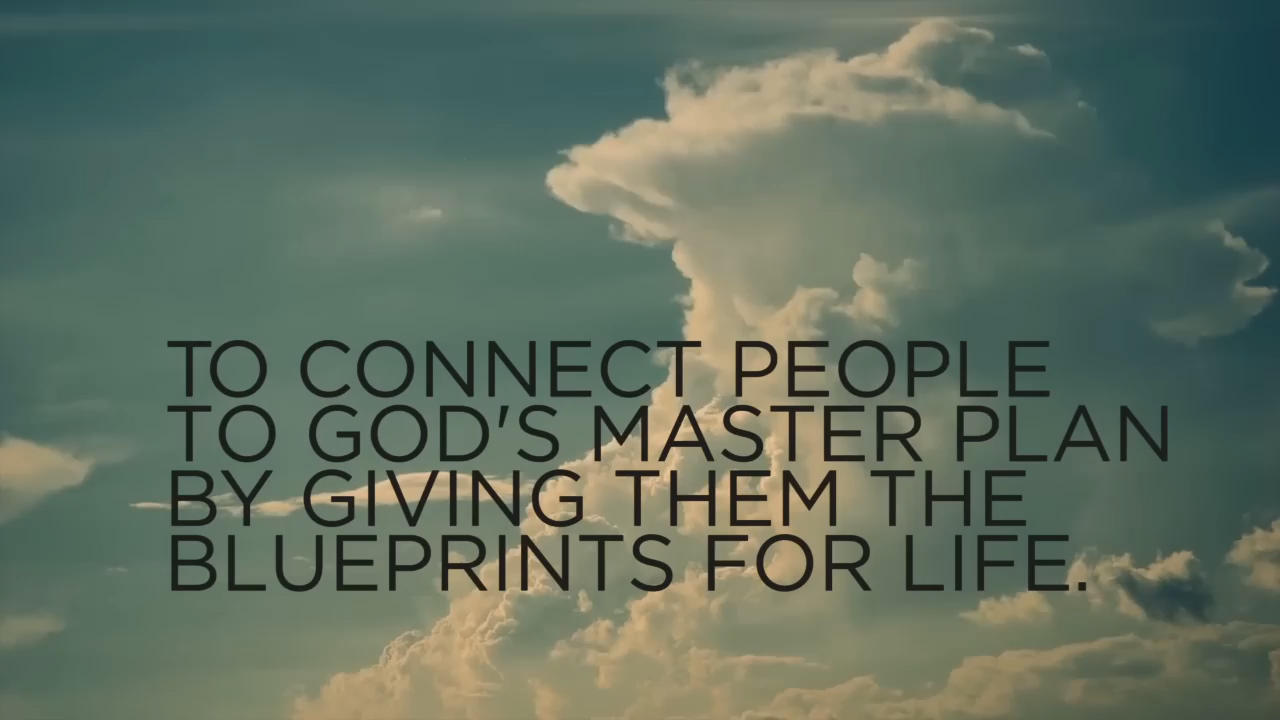 TO CONNECT PEOPLE
TO GOD'S MASTER PLAN
BY GIVING THEM THE
BLUEPRINTS FOR LIFE.